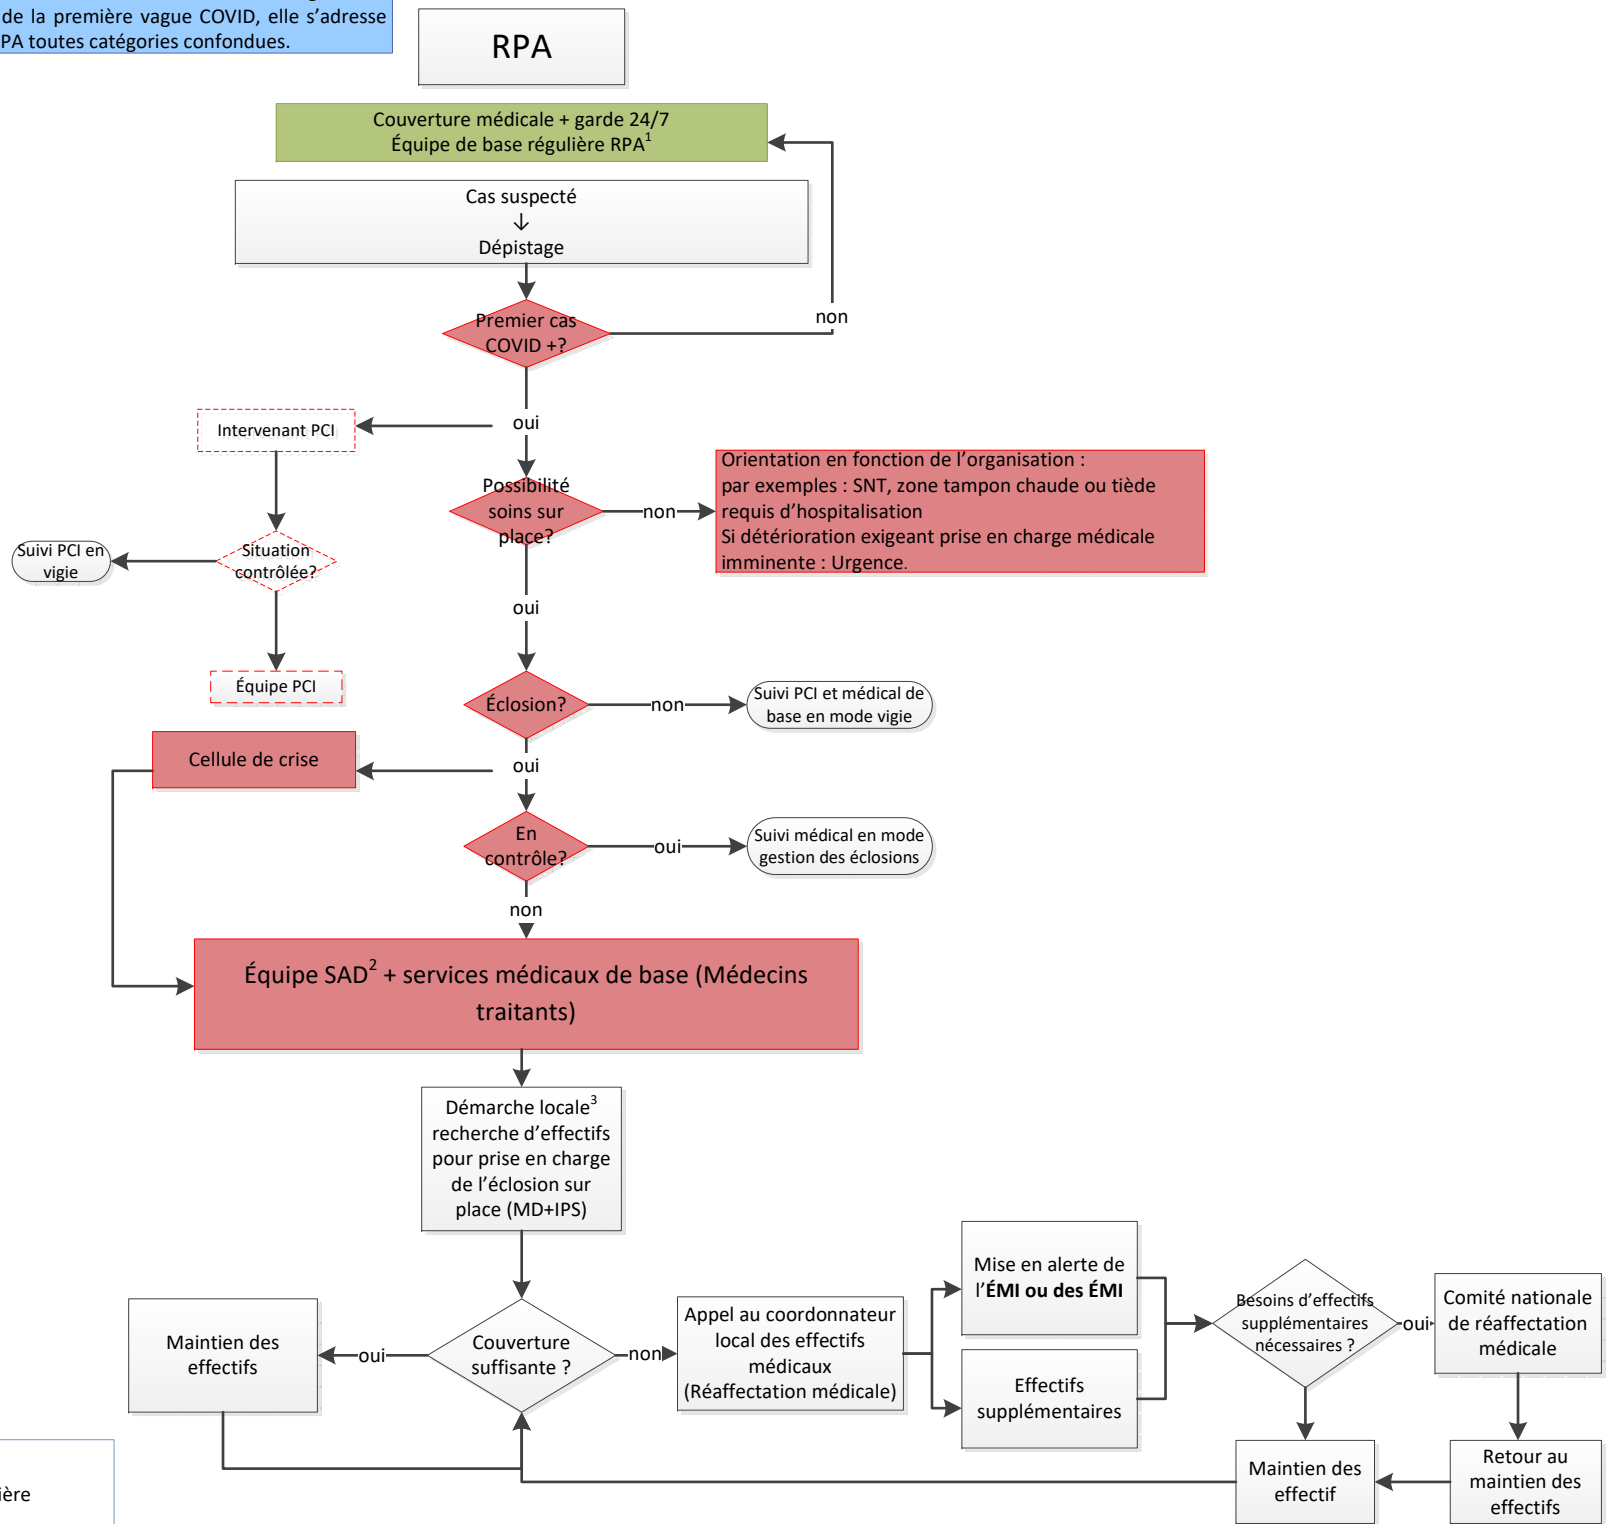 de la première vague COVID, elle s’adresse
PA toutes catégories confondues.
RPA
Couverture médicale + garde 24/7
Équipe de base régulière RPA1
Cas suspecté
↓
Dépistage
Premier cas
COVID +?
non
oui
Intervenant PCI
Possibilité
soins sur
place?
non
Orientation en fonction de l’organisation :
par exemples : SNT, zone tampon chaude ou tiède
requis d’hospitalisation
Si détérioration exigeant prise en charge médicale
imminente : Urgence.
Situation
contrôlée?
Suivi PCI en
vigie
oui
Équipe PCI
Éclosion?
non
Suivi PCI et médical de
base en mode vigie
Cellule de crise
oui
En
contrôle?
oui
Suivi médical en mode
gestion des éclosions
non
Équipe SAD2 + services médicaux de base (Médecins
traitants)
Démarche locale3
recherche d’effectifs
pour prise en charge
de l’éclosion sur
place (MD+IPS)
Maintien des
effectifs
oui
Couverture
suffisante ?
non
Appel au coordonnateur
local des effectifs
médicaux
(Réaffectation médicale)
Mise en alerte de
l’ÉMI ou des ÉMI
Effectifs
supplémentaires
Besoins d’effectifs
supplémentaires
nécessaires ?
oui
Comité nationale
de réaffectation
médicale
Maintien des
effectif
Retour au
maintien des
effectifs
ière